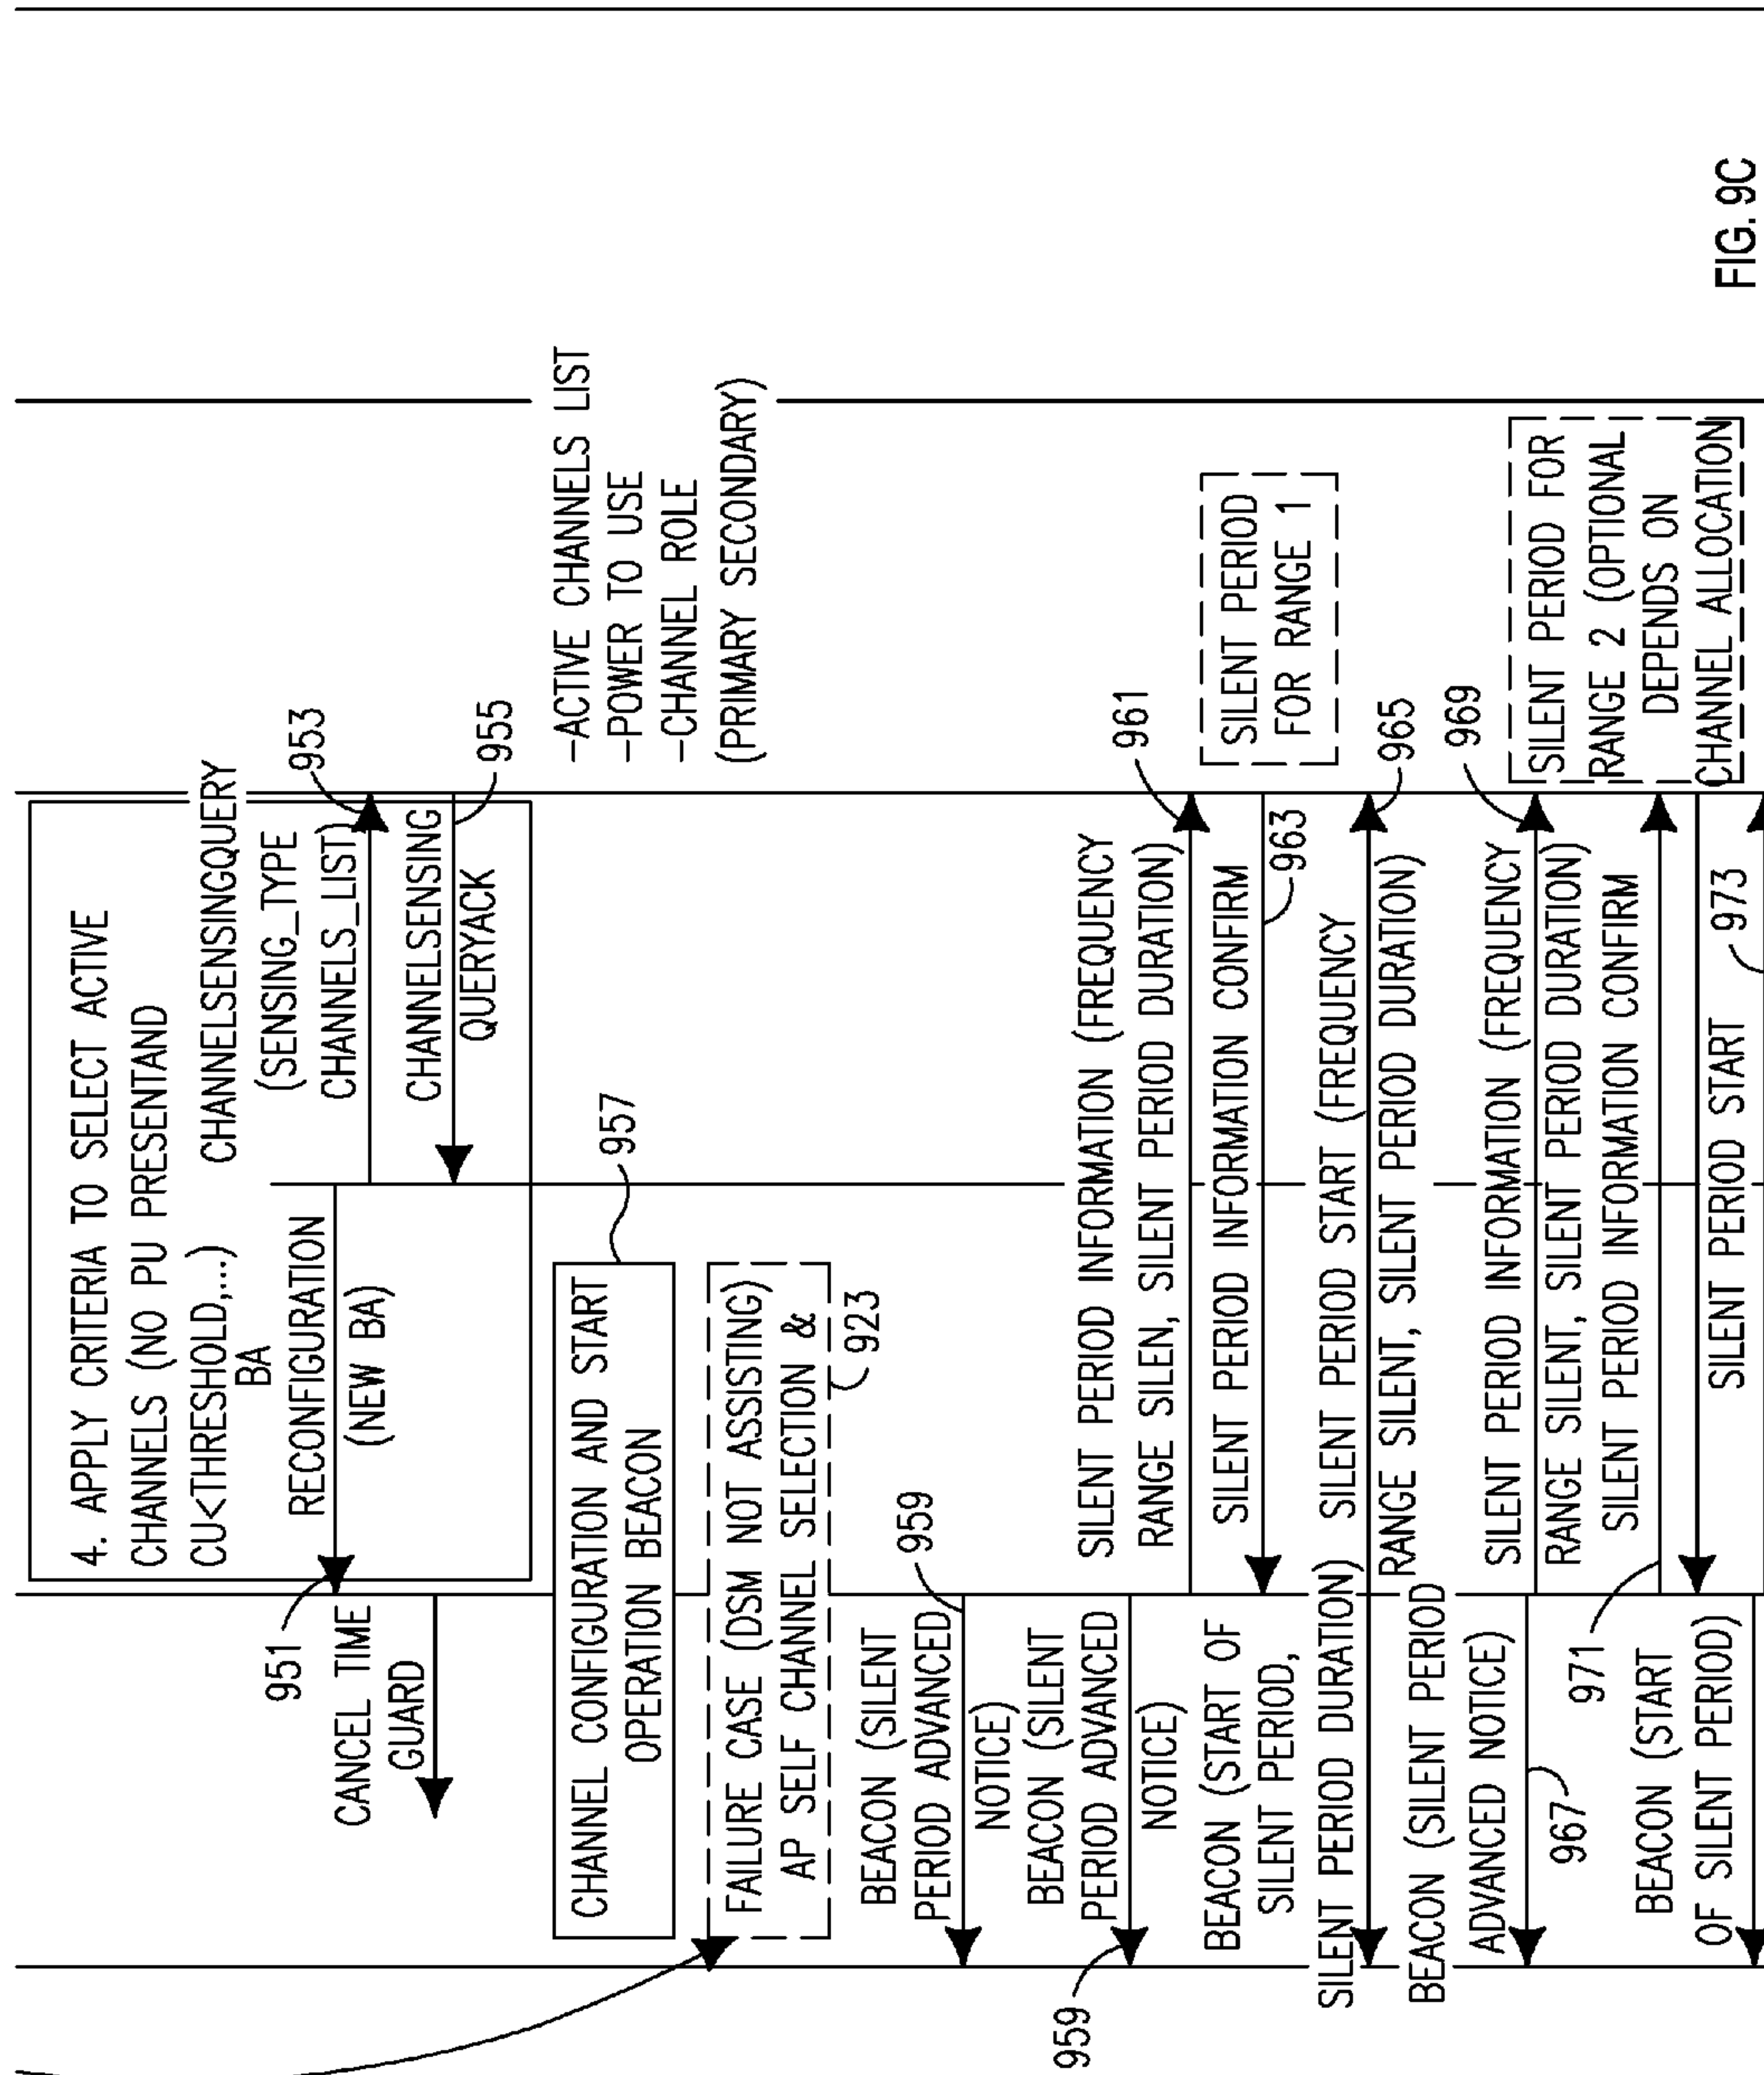 4. APPLY CRITERIA TO SELECT ACTIVE
CHANNELS (NO PU PRESENTAND
CU<THRESHOLD,...)
BA
RECONFIGURATION
(NEW BA)
CHANNELSENSINGQUERY
(SENSING_TYPE
CHANNELS_LIST)
953
CHANNELSENSING
QUERYACK
955
951
CANCEL TIME
GUARD
-ACTIVE CHANNELS LIST
-POWER TO USE
-CHANNEL ROLE
(PRIMARY SECONDARY)
CHANNEL CONFIGURATION AND START
OPERATION BEACON
957
FAILURE CASE (DSM NOT ASSISTING)
AP SELF CHANNEL SELECTION &
923
BEACON (SILENT
PERIOD ADVANCED
NOTICE)
959
BEACON (SILENT
PERIOD ADVANCED
NOTICE)
959
SILENT PERIOD INFORMATION (FREQUENCY
RANGE SILEN, SILENT PERIOD DURATION)
961
SILENT PERIOD INFORMATION CONFIRM
963
SILENT PERIOD
FOR RANGE 1
BEACON (START OF
SILENT PERIOD,
SILENT PERIOD DURATION)
SILENT PERIOD START (FREQUENCY
RANGE SILENT, SILENT PERIOD DURATION)
965
BEACON (SILENT PERIOD
ADVANCED NOTICE)
967
SILENT PERIOD INFORMATION (FREQUENCY
RANGE SILENT, SILENT PERIOD DURATION)
969
SILENT PERIOD INFORMATION CONFIRM
971
SILENT PERIOD FOR
RANGE 2 (OPTIONAL
DEPENDS ON
CHANNEL ALLOCATION
BEACON (START
OF SILENT PERIOD)
SILENT PERIOD START
973
FIG. 9C